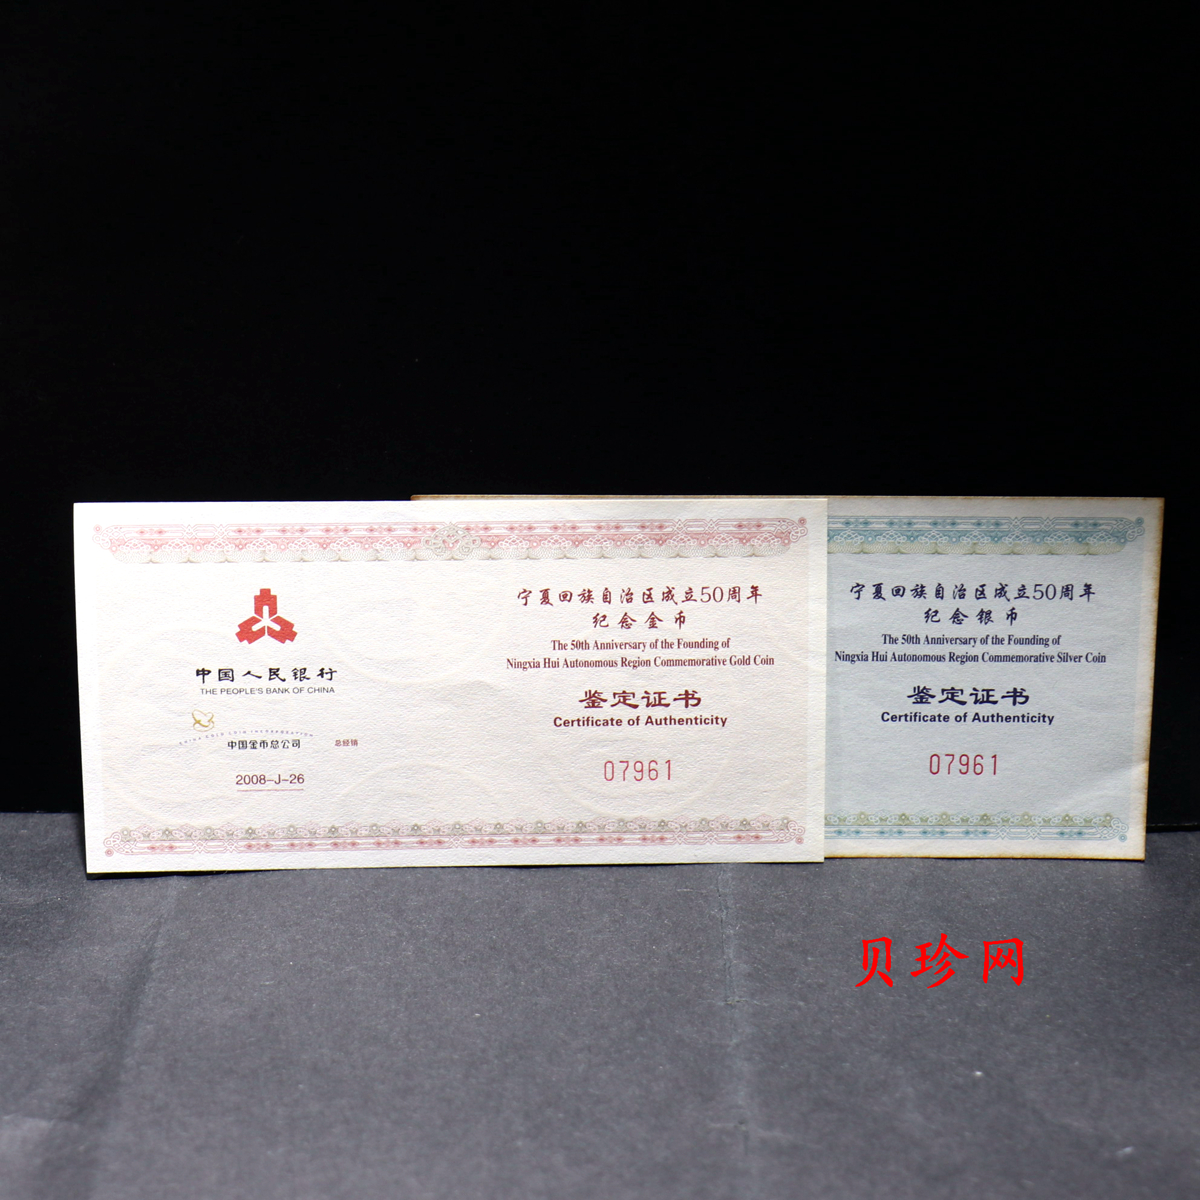 中国人民银行
THE PEOPLE'S BANK OF CHINA
CHINA GOLD COIN INCORPORATION
中国金币总公司 总经销
2008-J-26
宁夏回族自治区成立50周年
纪念金币
The 50th Anniversary of the Founding of
Ningxia Hui Autonomous Region Commemorative Gold Coin
鉴定证书
Certificate of Authenticity
07961
宁夏回族自治区成立50周年
纪念银币
The 50th Anniversary of the Founding of
Ningxia Hui Autonomous Region Commemorative Silver Coin
鉴定证书
Certificate of Authenticity
07961
贝珍网